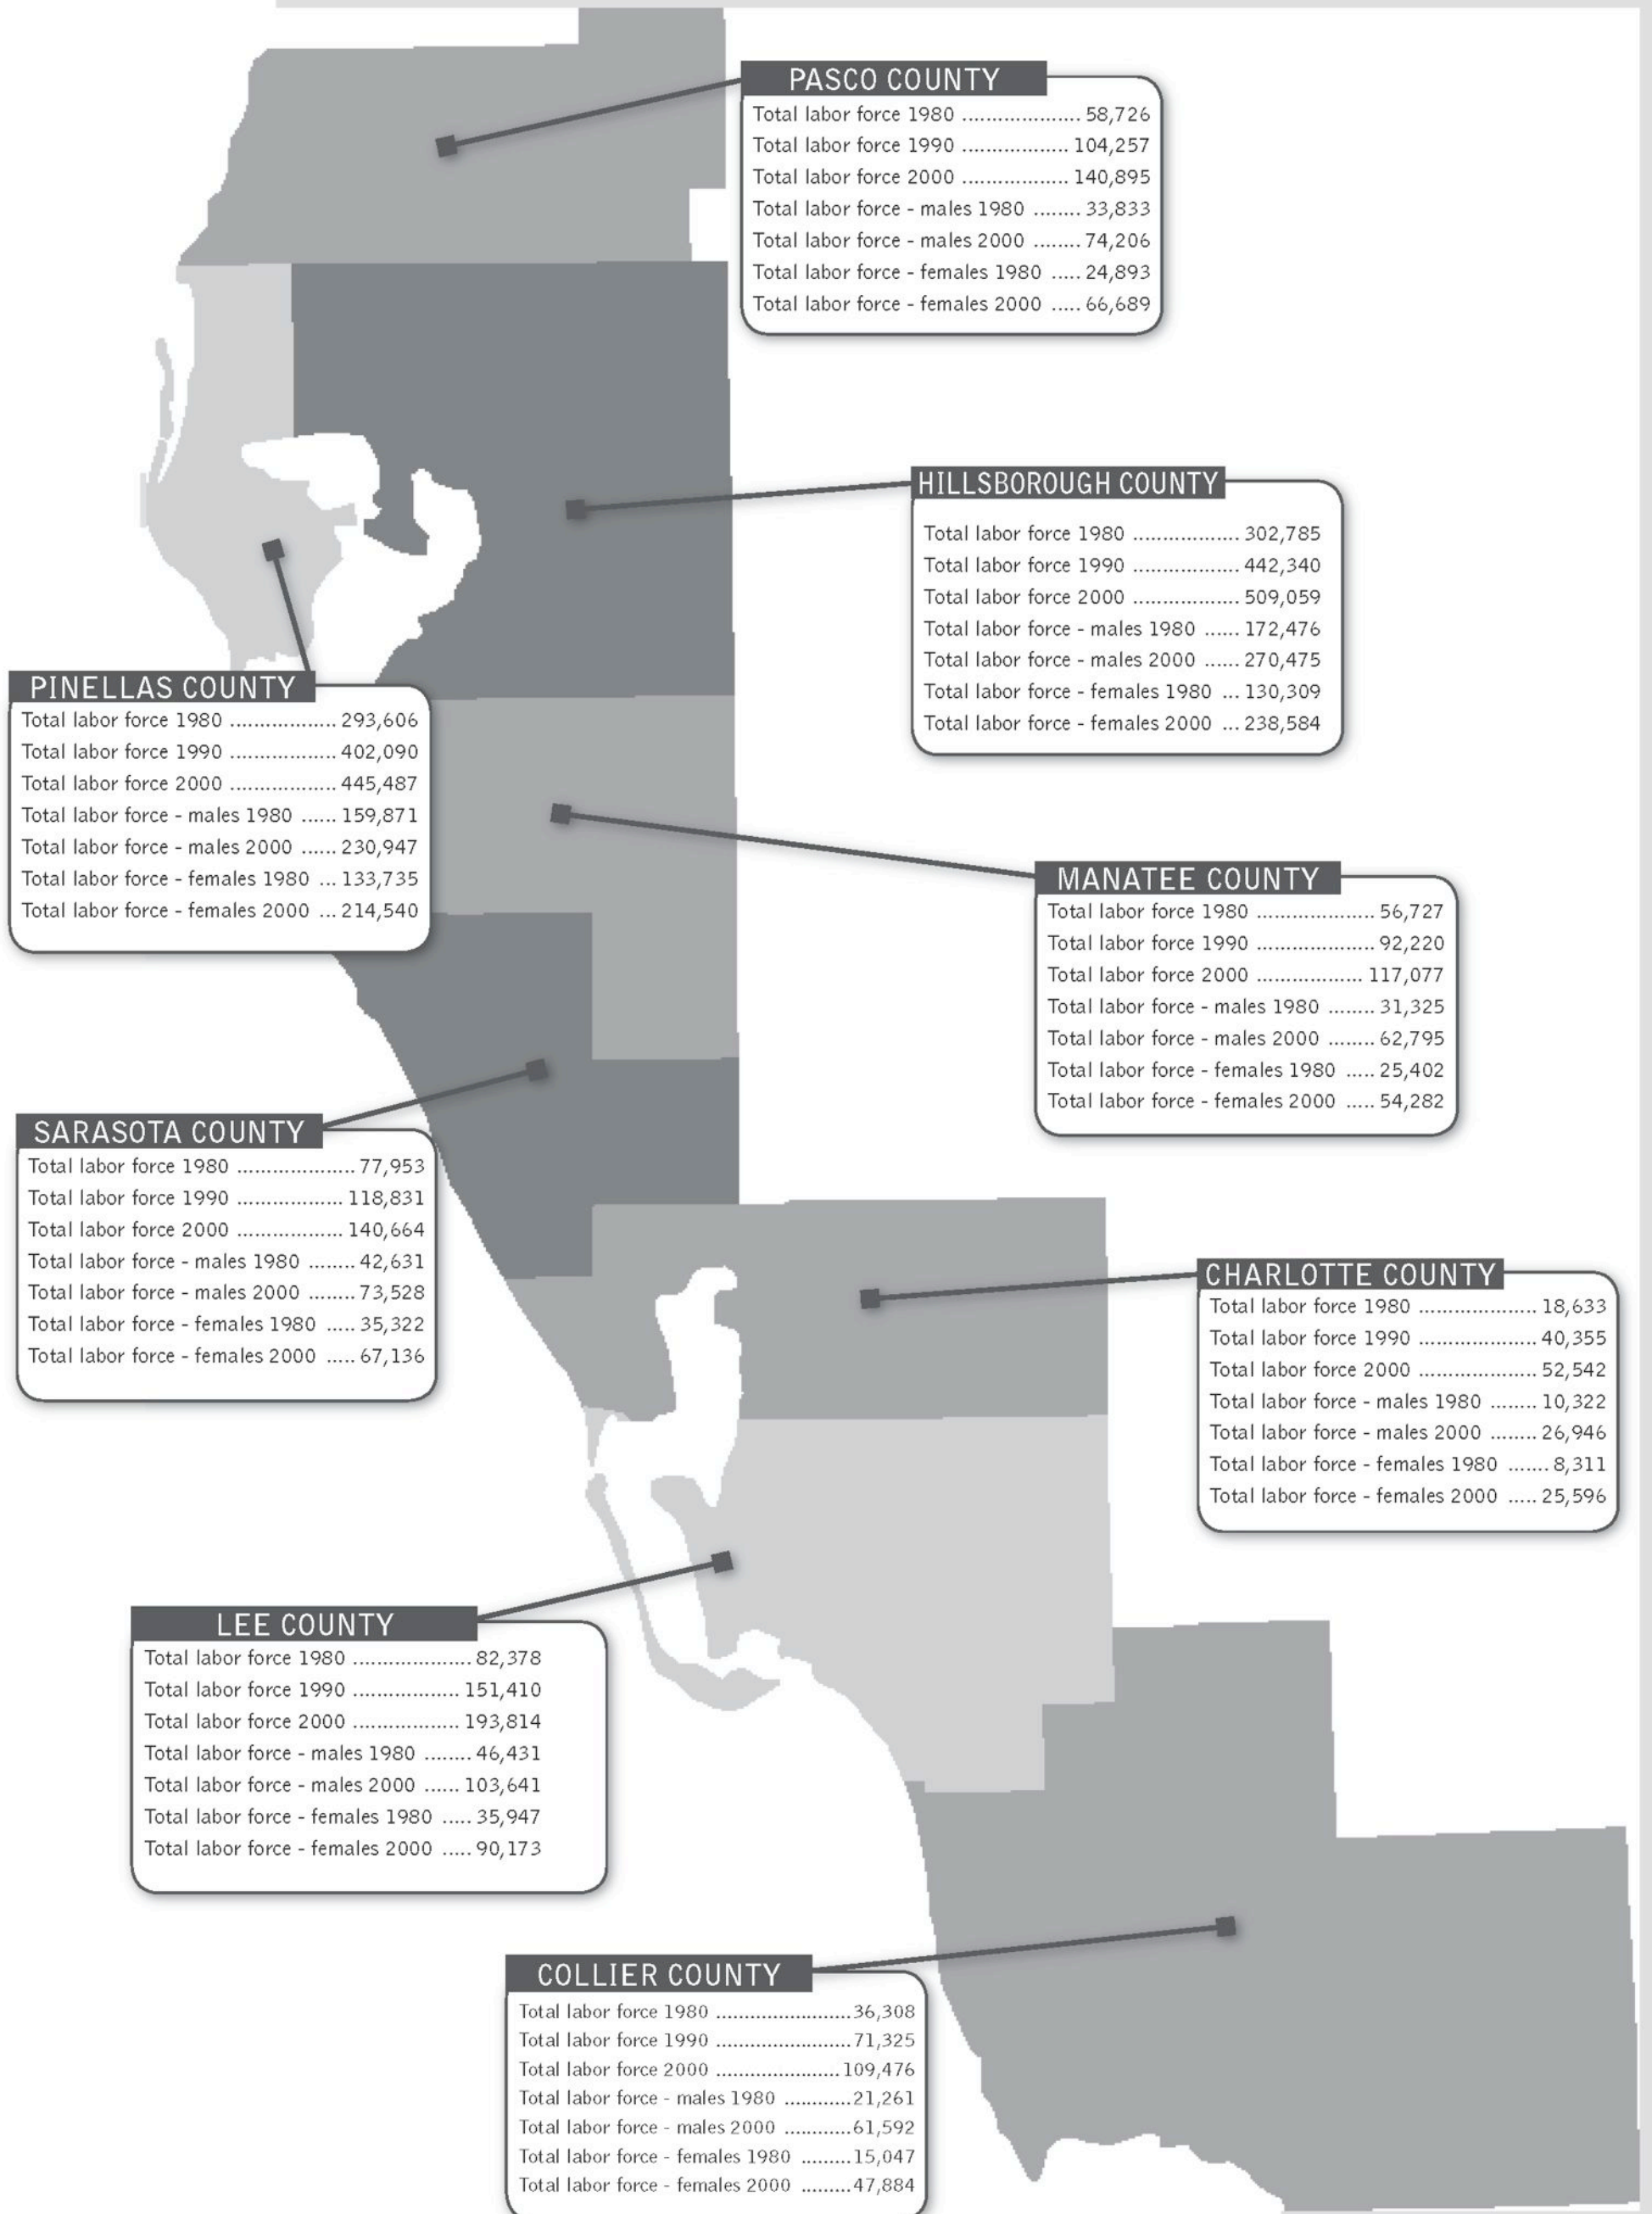 PASCO COUNTY
Total labor force 1980 .................... 58,726
Total labor force 1990 .................. 104,257
Total labor force 2000 .................. 140,895
Total labor force - males 1980 ........ 33,833
Total labor force - males 2000 ........ 74,206
Total labor force - females 1980 ..... 24,893
Total labor force - females 2000 ..... 66,689
HILLSBOROUGH COUNTY
Total labor force 1980 .................. 302,785
Total labor force 1990 .................. 442,340
Total labor force 2000 .................. 509,059
Total labor force - males 1980 ...... 172,476
Total labor force - males 2000 ...... 270,475
Total labor force - females 1980 ... 130,309
Total labor force - females 2000 ... 238,584
PINELLAS COUNTY
Total labor force 1980 .................. 293,606
Total labor force 1990 .................. 402,090
Total labor force 2000 .................. 445,487
Total labor force - males 1980 ...... 159,871
Total labor force - males 2000 ...... 230,947
Total labor force - females 1980 ... 133,735
Total labor force - females 2000 ... 214,540
MANATEE COUNTY
Total labor force 1980 .................... 56,727
Total labor force 1990 .................... 92,220
Total labor force 2000 .................. 117,077
Total labor force - males 1980 ........ 31,325
Total labor force - males 2000 ........ 62,795
Total labor force - females 1980 ..... 25,402
Total labor force - females 2000 ..... 54,282
SARASOTA COUNTY
Total labor force 1980 .................... 77,953
Total labor force 1990 .................. 118,831
Total labor force 2000 .................. 140,664
Total labor force - males 1980 ........ 42,631
Total labor force - males 2000 ........ 73,528
Total labor force - females 1980 ..... 35,322
Total labor force - females 2000 ..... 67,136
CHARLOTTE COUNTY
Total labor force 1980 .................... 18,633
Total labor force 1990 .................... 40,355
Total labor force 2000 .................... 52,542
Total labor force - males 1980 ........ 10,322
Total labor force - males 2000 ........ 26,946
Total labor force - females 1980 ....... 8,311
Total labor force - females 2000 ..... 25,596
LEE COUNTY
Total labor force 1980 .................... 82,378
Total labor force 1990 .................. 151,410
Total labor force 2000 .................. 193,814
Total labor force - males 1980 ........ 46,431
Total labor force - males 2000 ...... 103,641
Total labor force - females 1980 ..... 35,947
Total labor force - females 2000 ..... 90,173
COLLIER COUNTY
Total labor force 1980 ........................36,308
Total labor force 1990 ........................71,325
Total labor force 2000 ......................109,476
Total labor force - males 1980 ............21,261
Total labor force - males 2000 ............61,592
Total labor force - females 1980 .........15,047
Total labor force - females 2000 .........47,884